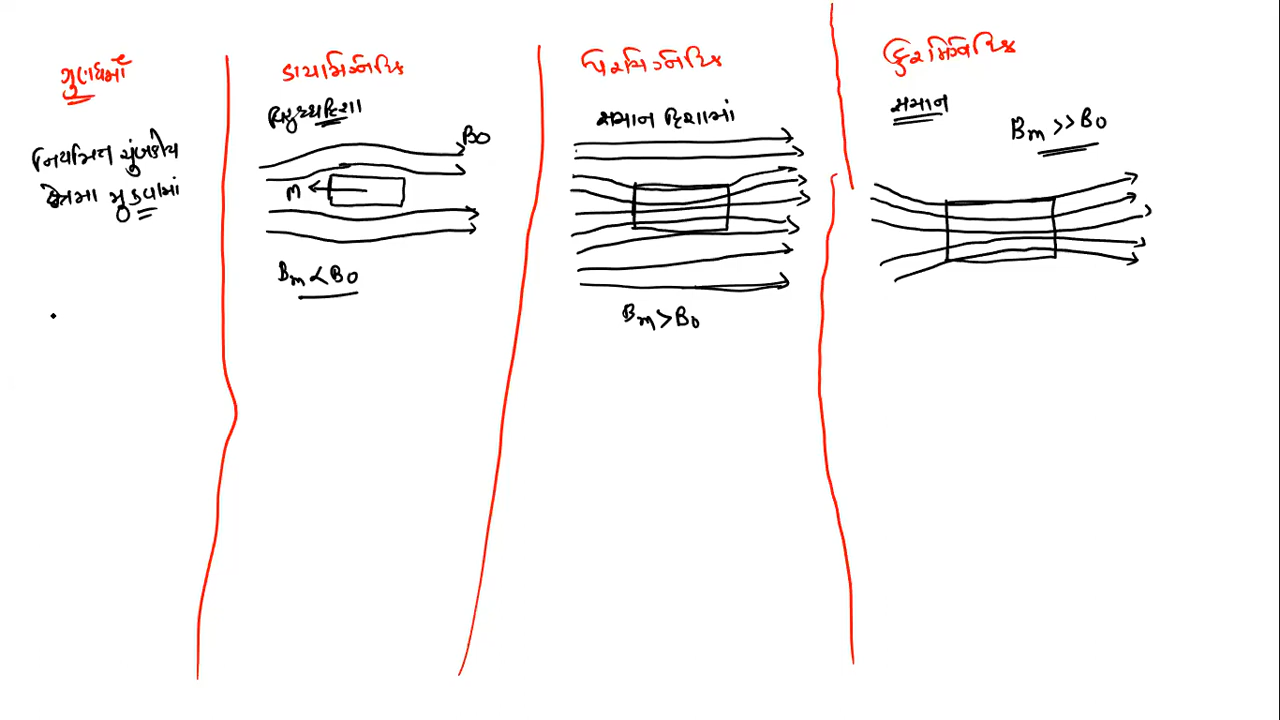 ગુણધર્મો
નિયમિત ચુંબકીય
ક્ષેત્રમા મુકવામાં
ડાયામેગ્નેટિક
વિરુધ્ધ દિશા
B0
m
Bm < B0
પેરામેગ્નેટિક
સમાન દિશામાં
Bm > B0
ફેરોમેગ્નેટિક
સમાન
Bm >> B0